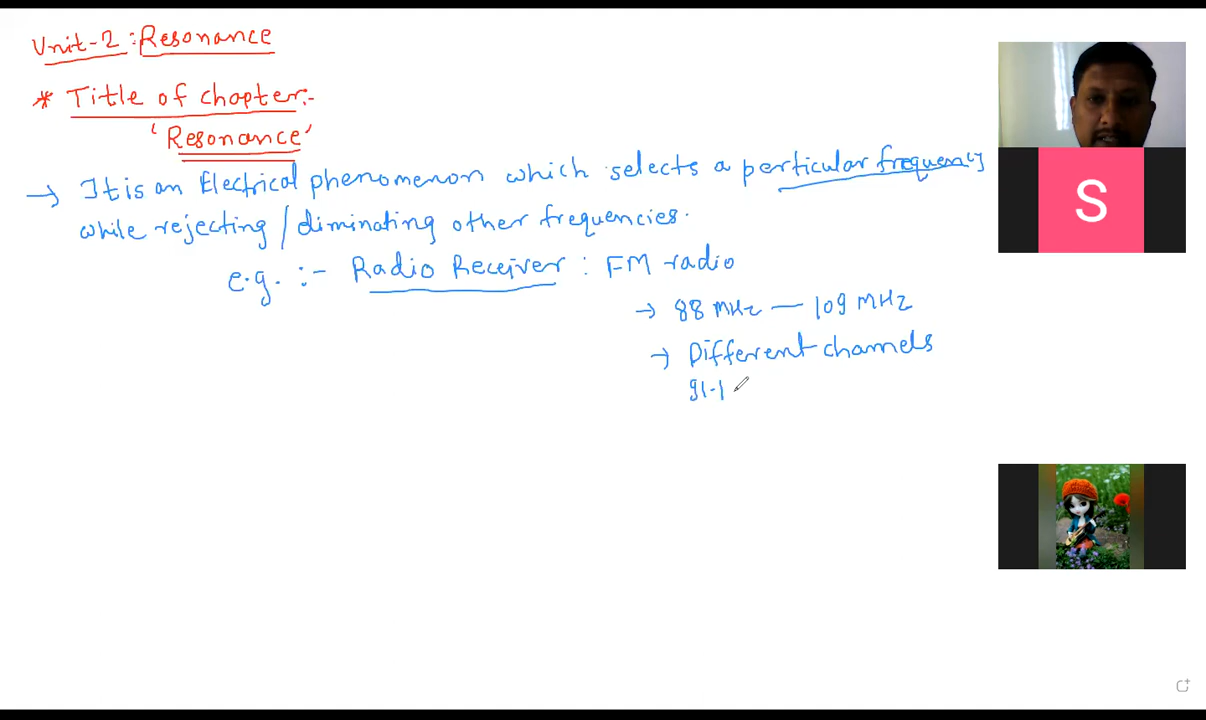 Unit-2 : Resonance
* Title of chapter:-
'Resonance'
→ It is an Electrical phenomenon which selects a perticular frequency
while rejecting / diminating other frequencies.
e.g. :- Radio Receiver : FM radio
→ 88 MHz — 109 MHz
→ Different channels
91.1
S